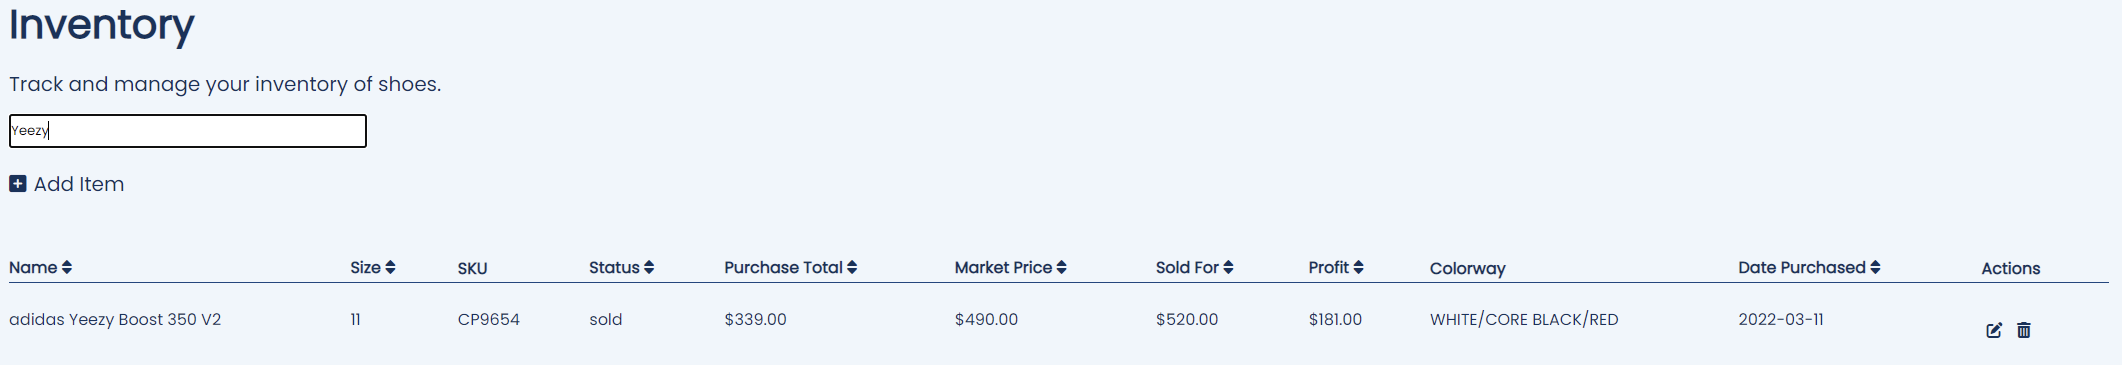 Inventory
Track and manage your inventory of shoes.
Yeezy
Add Item
Name Size SKU Status Purchase Total Market Price Sold For Profit Colorway Date Purchased Actions
adidas Yeezy Boost 350 V2 11 CP9654 sold $339.00 $490.00 $520.00 $181.00 WHITE/CORE BLACK/RED 2022-03-11